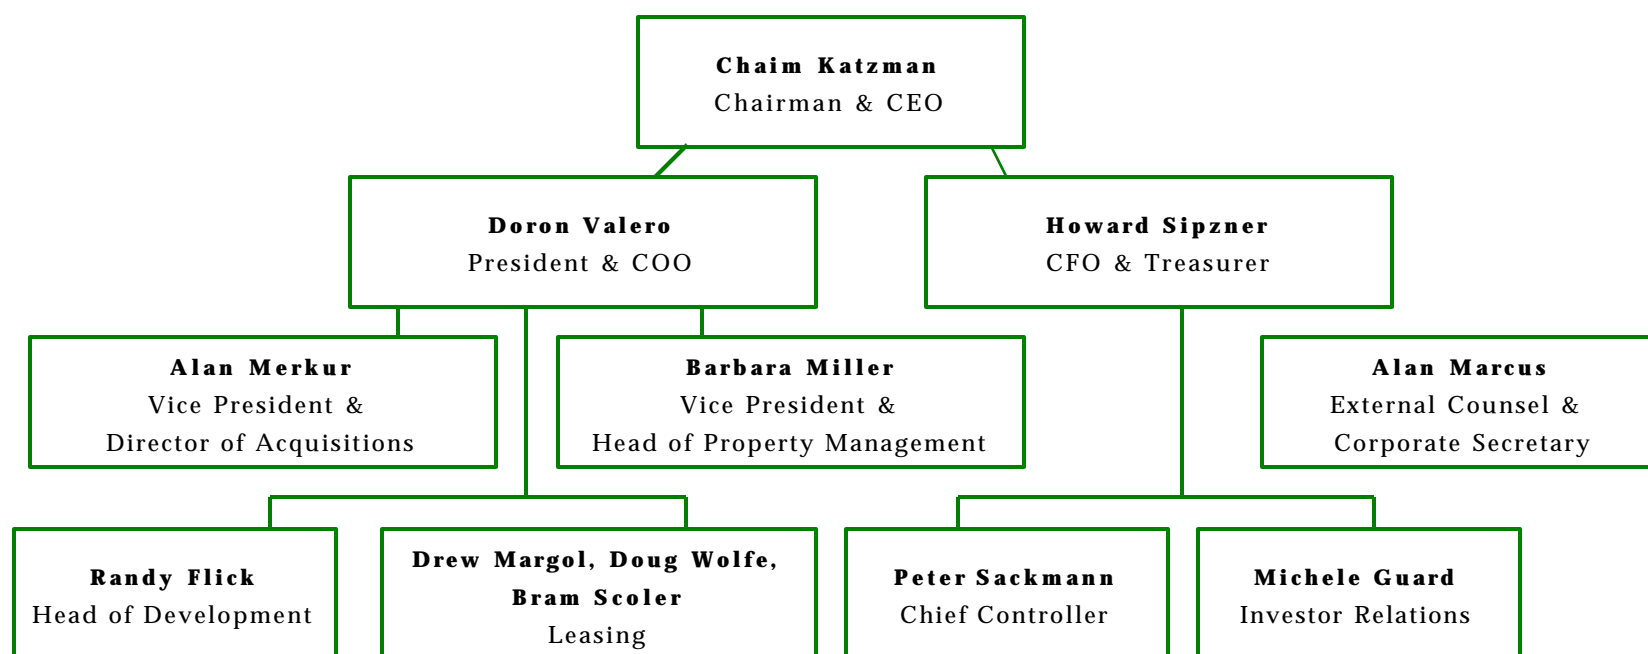 Chaim Katzman
Chairman & CEO
Doron Valero
President & COO
Howard Sipzner
CFO & Treasurer
Alan Merkur
Vice President &
Director of Acquisitions
Barbara Miller
Vice President &
Head of Property Management
Alan Marcus
External Counsel &
Corporate Secretary
Randy Flick
Head of Development
Drew Margol, Doug Wolfe,
Bram Scoler
Leasing
Peter Sackmann
Chief Controller
Michele Guard
Investor Relations